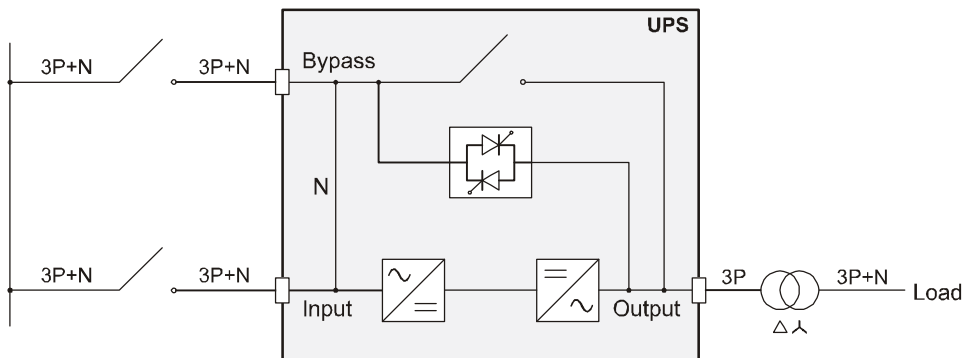 UPS
3P+N
3P+N
Bypass
N
3P+N
3P+N
Input
Output
3P
3P+N
Load